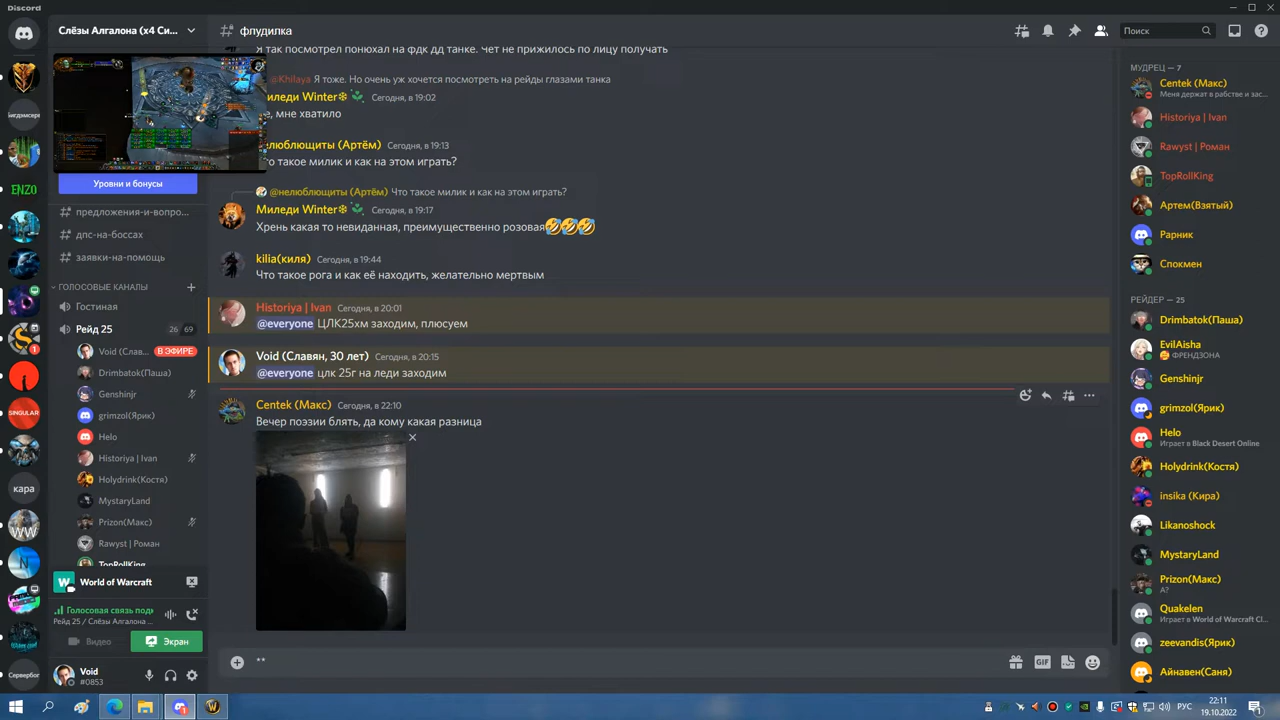 Discord
Слёзы Алгалона (x4 Си...
флудилка
Поиск
Я так посмотрел понюхал на фдк дд танке. Чет не прижилось по лицу получать
@Khilaya Я тоже. Но очень уж хочется посмотреть на рейды глазами танка
Миледи Winter❄ Сегодня, в 19:02
мне хватило
нелюблющиты (Артём) Сегодня, в 19:13
Что такое милик и как на этом играть?
@нелюблющиты (Артём) Что такое милик и как на этом играть?
Миледи Winter❄ Сегодня, в 19:17
Хрень какая то невиданная, преимущественно розовая🤣🤣🤣
kilia(киля) Сегодня, в 19:44
Что такое рога и как её находить, желательно мертвым
Historiya | Ivan Сегодня, в 20:01
@everyone ЦЛК25хм заходим, плюсуем
Void (Славян, 30 лет) Сегодня, в 20:15
@everyone цлк 25г на леди заходим
Centek (Макс) Сегодня, в 22:10
Вечер поэзии блять, да кому какая разница
**
GIF
Бигдэмсерв
ENZO
SINGULAR
кара
WW
N
Сервербог
Уровни и бонусы
предложения-и-вопро...
дпс-на-боссах
заявки-на-помощь
ГОЛОСОВЫЕ КАНАЛЫ
Гостиная
Рейд 25 26 69
Void (Слав... В ЭФИРЕ
Drimbatok(Паша)
Genshinjr
grimzol(Ярик)
Helo
Historiya | Ivan
Holydrink(Костя)
MystaryLand
Prizon(Макс)
Rawyst | Роман
TopRollKing
World of Warcraft
Голосовая связь подк
Рейд 25 / Слёзы Алгалона ...
Видео
Экран
Void
#0853
МУДРЕЦ — 7
Centek (Макс)
Меня держат в рабстве и зас...
Historiya | Ivan
Rawyst | Роман
TopRollKing
Артем(Взятый)
Рарник
Спокмен
РЕЙДЕР — 25
Drimbatok(Паша)
EvilAisha
ФРЕНДЗОНА
Genshinjr
grimzol(Ярик)
Helo
Играет в Black Desert Online
Holydrink(Костя)
insika (Кира)
Likanoshock
MystaryLand
Prizon(Макс)
А?
Quakelen
Играет в World of Warcraft Cl...
zeevandis(Ярик)
Айнавен(Саня)
РУС
22:11
19.10.2022